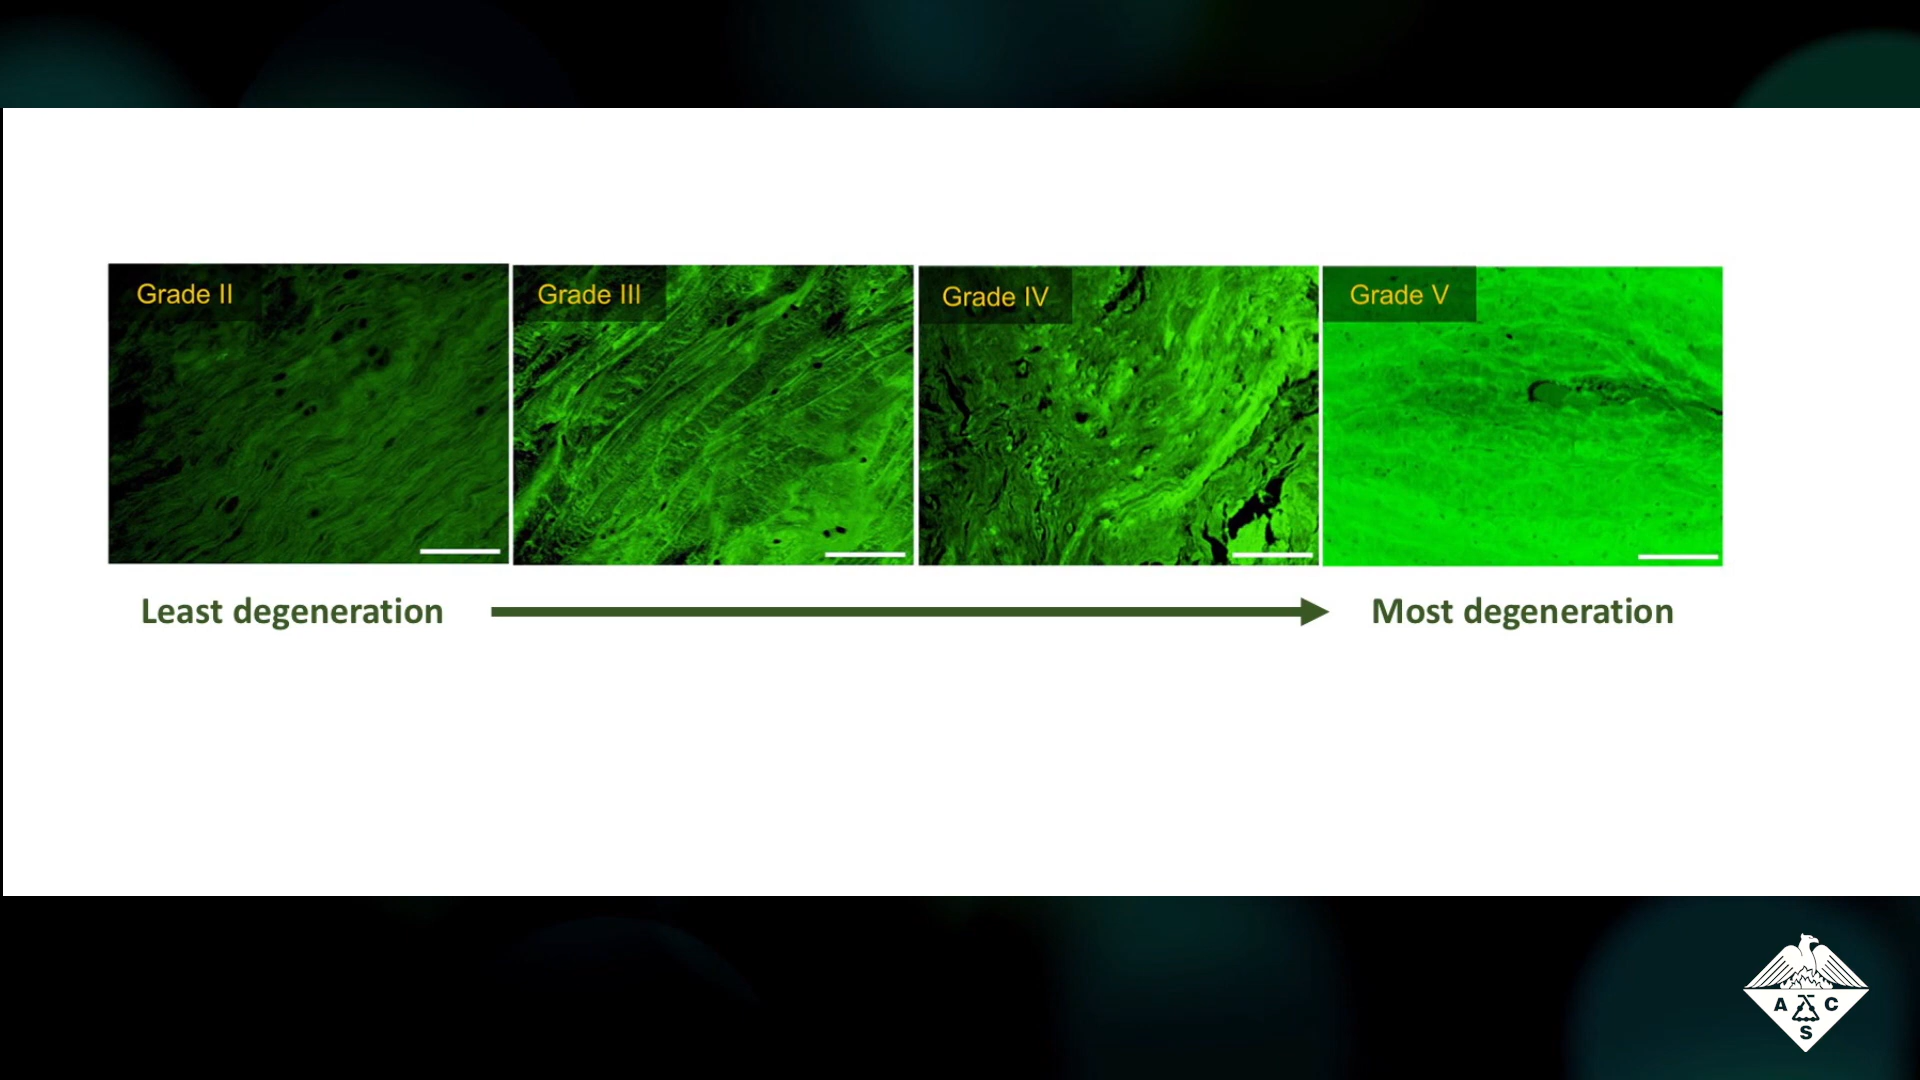 Grade II
Grade III
Grade IV
Grade V
Least degeneration
Most degeneration
A C
S